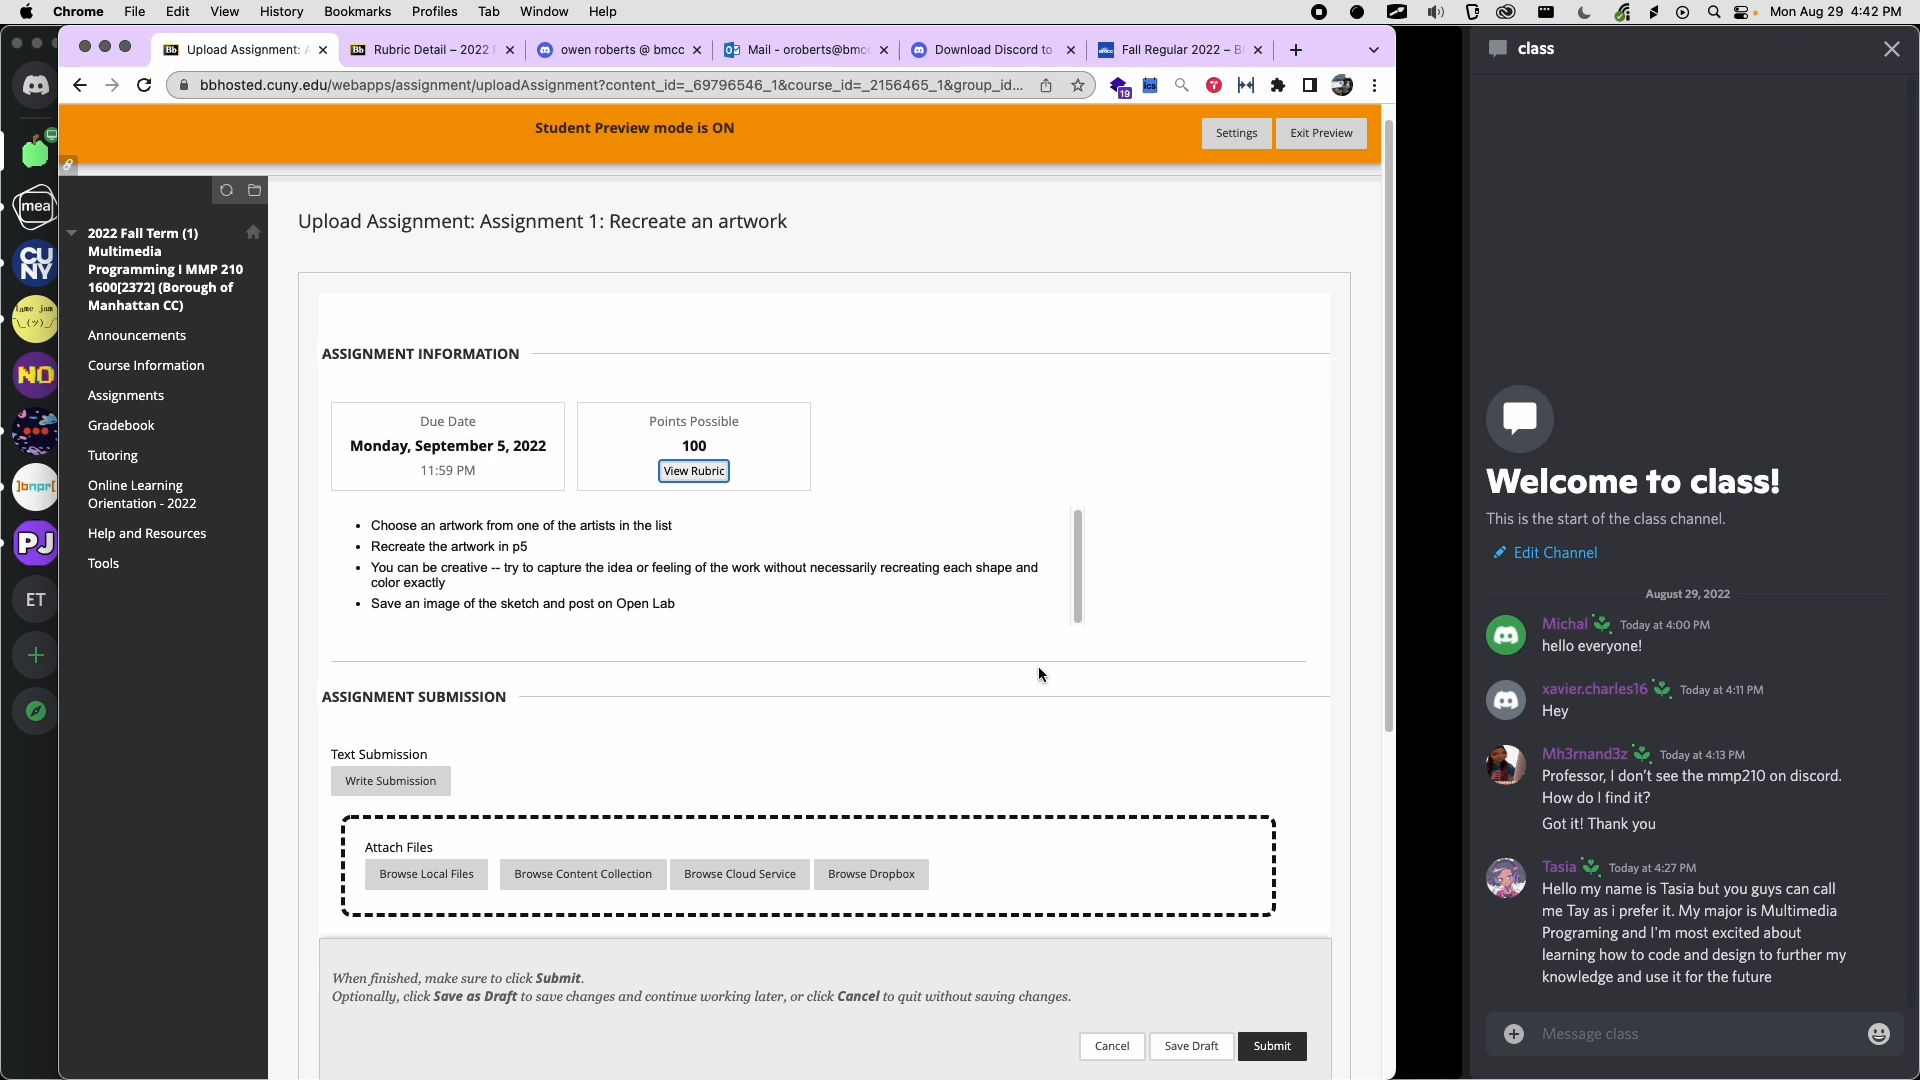 Chrome File Edit View History Bookmarks Profiles Tab Window Help
Mon Aug 29 4:42 PM
Upload Assignment: A
Rubric Detail – 2022 F
owen roberts @ bmcc
Mail - oroberts@bmcc
Download Discord to
Fall Regular 2022 – B
bbhosted.cuny.edu/webapps/assignment/uploadAssignment?content_id=_69796546_1&course_id=_2156465_1&group_id...
19
ics
Student Preview mode is ON
Settings
Exit Preview
mea
CU
NY
lame jam
¯\_(ツ)_/
NO
]bnpr[
PJ
ET
2022 Fall Term (1)
Multimedia
Programming I MMP 210
1600[2372] (Borough of
Manhattan CC)
Announcements
Course Information
Assignments
Gradebook
Tutoring
Online Learning
Orientation - 2022
Help and Resources
Tools
Upload Assignment: Assignment 1: Recreate an artwork
ASSIGNMENT INFORMATION
Due Date
Monday, September 5, 2022
11:59 PM
Points Possible
100
View Rubric
• Choose an artwork from one of the artists in the list
• Recreate the artwork in p5
• You can be creative -- try to capture the idea or feeling of the work without necessarily recreating each shape and
color exactly
• Save an image of the sketch and post on Open Lab
ASSIGNMENT SUBMISSION
Text Submission
Write Submission
Attach Files
Browse Local Files
Browse Content Collection
Browse Cloud Service
Browse Dropbox
When finished, make sure to click Submit.
Optionally, click Save as Draft to save changes and continue working later, or click Cancel to quit without saving changes.
Cancel
Save Draft
Submit
class
Welcome to class!
This is the start of the class channel.
Edit Channel
August 29, 2022
Michal Today at 4:00 PM
hello everyone!
xavier.charles16 Today at 4:11 PM
Hey
Mh3rnand3z Today at 4:13 PM
Professor, I don't see the mmp210 on discord.
How do I find it?
Got it! Thank you
Tasia Today at 4:27 PM
Hello my name is Tasia but you guys can call
me Tay as i prefer it. My major is Multimedia
Programing and I'm most excited about
learning how to code and design to further my
knowledge and use it for the future
Message class